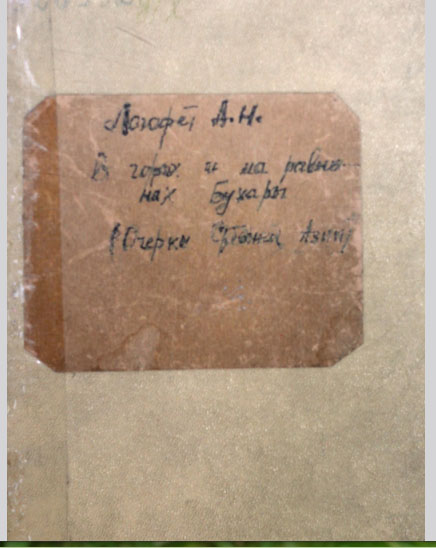 Логофет А.Н.
В горах и на равни-
нах Бухары
(Очерки Средней Азии)